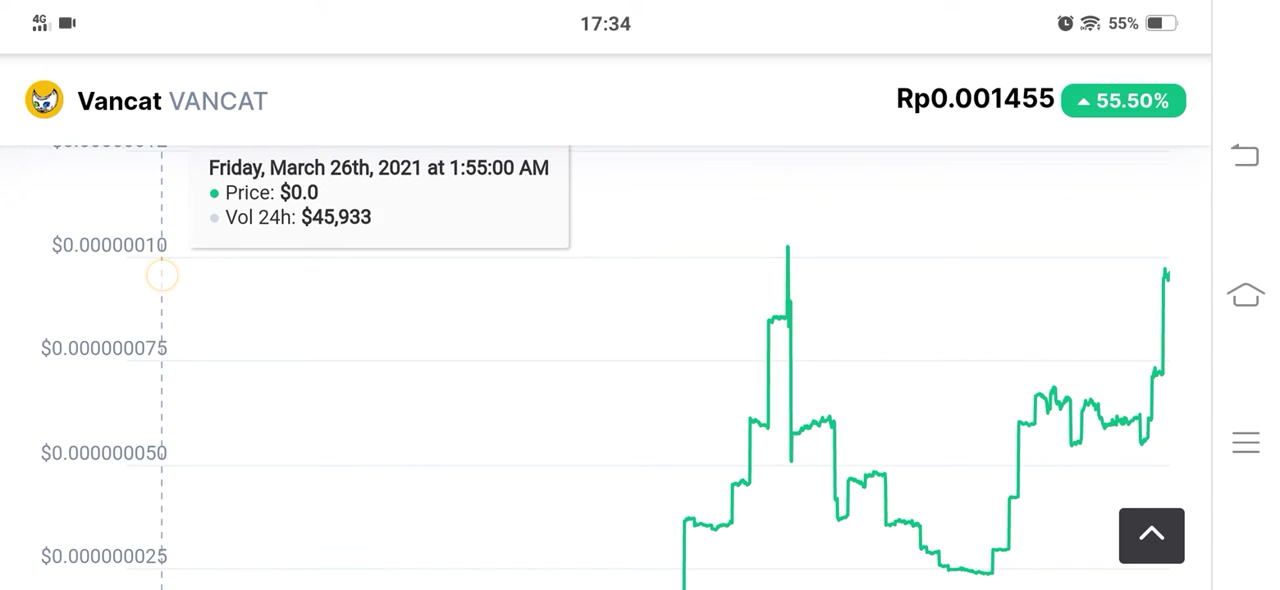 4G
17:34
55%
Vancat VANCAT
Rp0.001455
55.50%
Friday, March 26th, 2021 at 1:55:00 AM
Price: $0.0
Vol 24h: $45,933
$0.00000010
$0.000000075
$0.000000050
$0.000000025